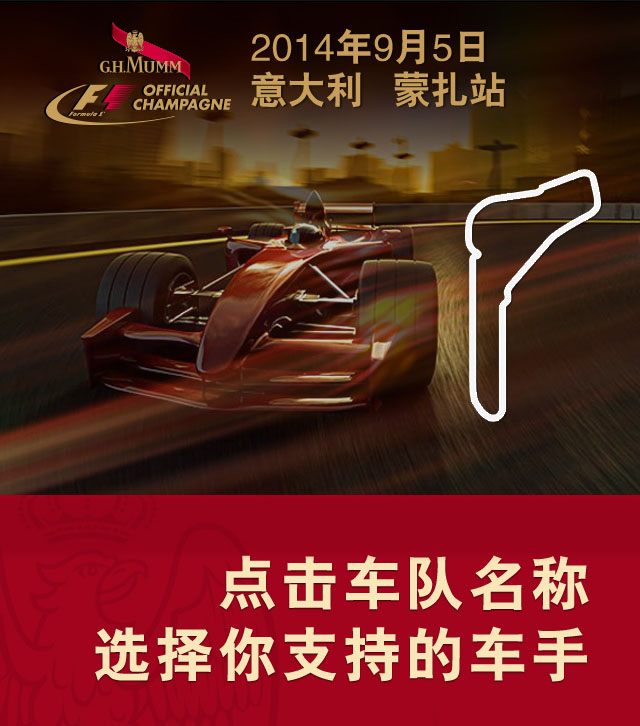 G.H.MUMM
F1
Formula 1
OFFICIAL
CHAMPAGNE
2014年9月5日
意大利 蒙扎站
点击车队名称
选择你支持的车手